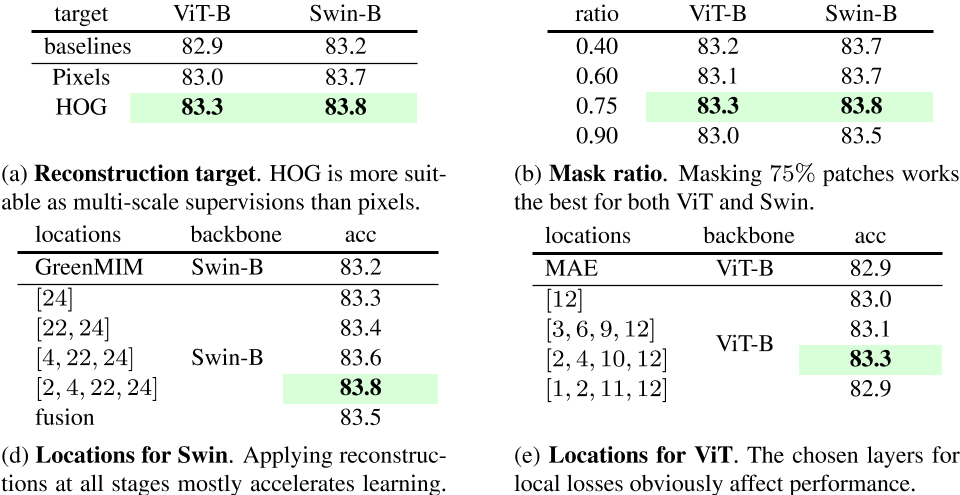 target ViT-B Swin-B
baselines 82.9 83.2
Pixels 83.0 83.7
HOG 83.3 83.8
(a) Reconstruction target. HOG is more suit-
able as multi-scale supervisions than pixels.
ratio ViT-B Swin-B
0.40 83.2 83.7
0.60 83.1 83.7
0.75 83.3 83.8
0.90 83.0 83.5
(b) Mask ratio. Masking 75% patches works
the best for both ViT and Swin.
locations backbone acc
GreenMIM Swin-B 83.2
[24] 83.3
[22, 24] 83.4
[4, 22, 24] Swin-B 83.6
[2, 4, 22, 24] 83.8
fusion 83.5
(d) Locations for Swin. Applying reconstruc-
tions at all stages mostly accelerates learning.
locations backbone acc
MAE ViT-B 82.9
[12] 83.0
[3, 6, 9, 12] 83.1
ViT-B
[2, 4, 10, 12] 83.3
[1, 2, 11, 12] 82.9
(e) Locations for ViT. The chosen layers for
local losses obviously affect performance.